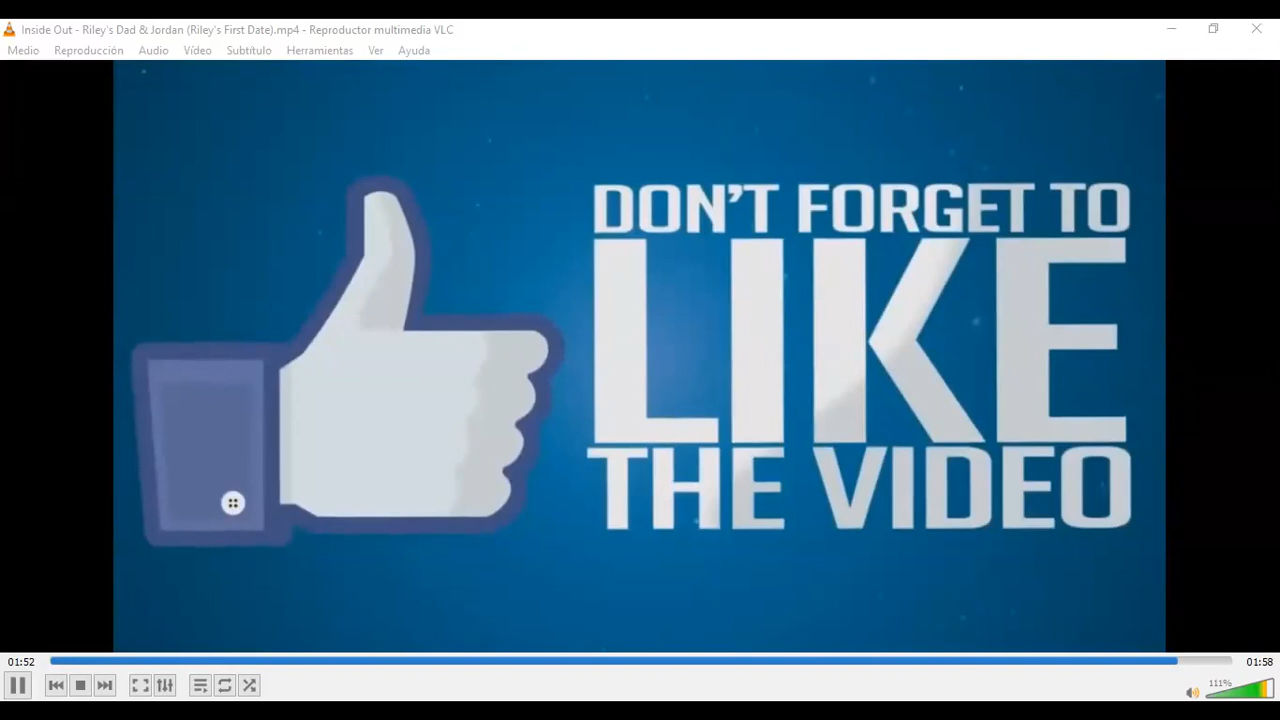 Inside Out - Riley's Dad & Jordan (Riley's First Date).mp4 - Reproductor multimedia VLC
Medio Reproducción Audio Vídeo Subtítulo Herramientas Ver Ayuda
DON'T FORGET TO
LIKE
THE VIDEO
01:52 01:58
111%